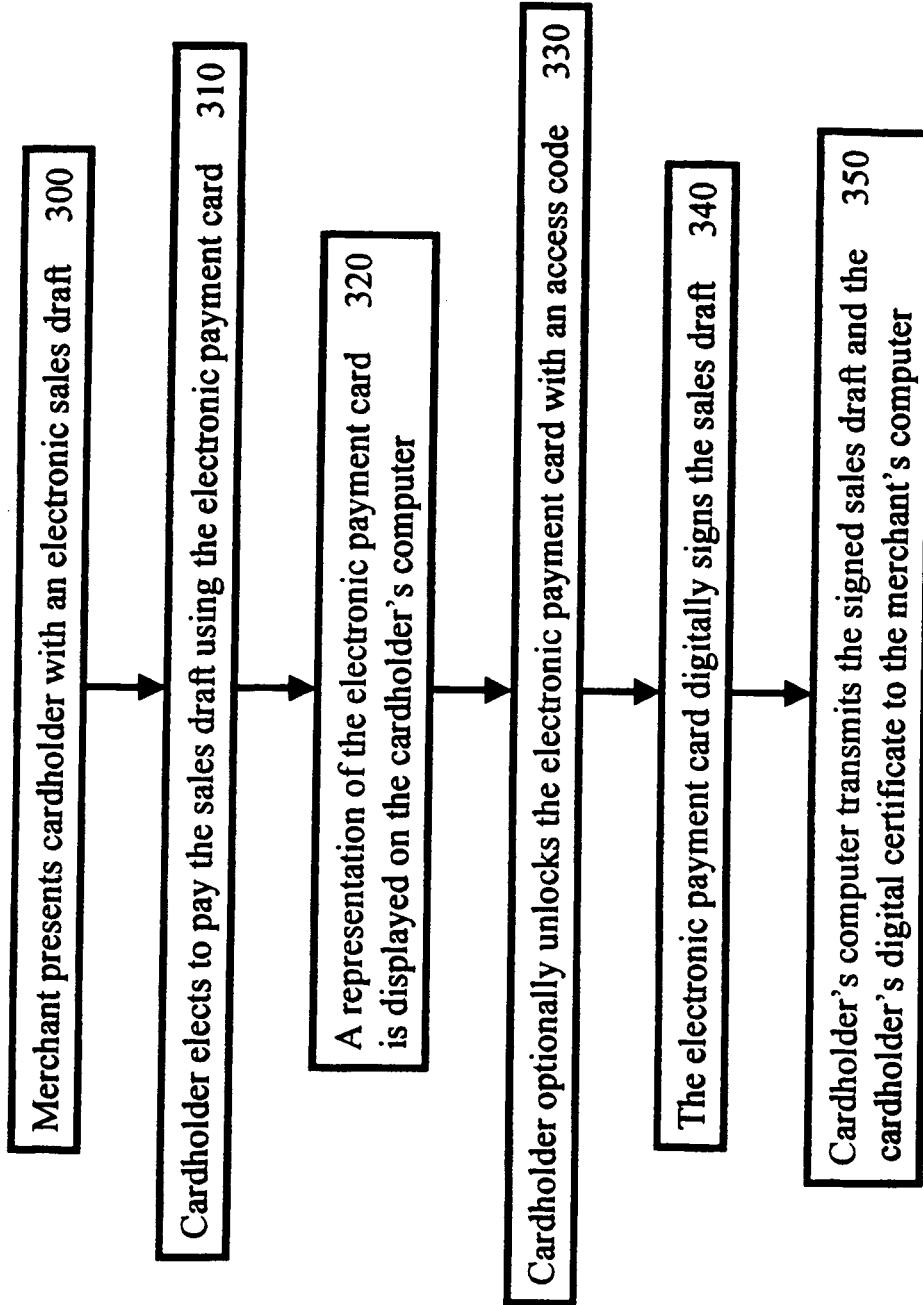 Merchant presents cardholder with an electronic sales draft 300
Cardholder elects to pay the sales draft using the electronic payment card 310
A representation of the electronic payment card 320
is displayed on the cardholder's computer
Cardholder optionally unlocks the electronic payment card with an access code 330
The electronic payment card digitally signs the sales draft 340
Cardholder's computer transmits the signed sales draft and the 350
cardholder's digital certificate to the merchant's computer